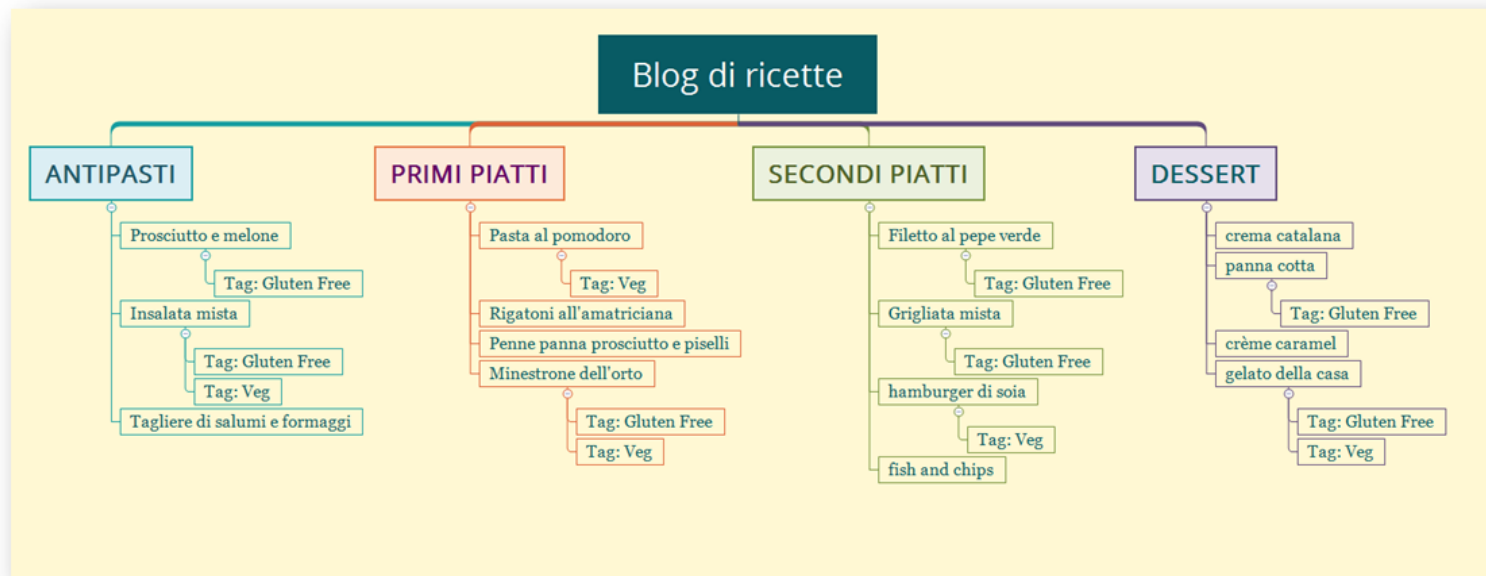 Blog di ricette
ANTIPASTI
Prosciutto e melone
Tag: Gluten Free
Insalata mista
Tag: Gluten Free
Tag: Veg
Tagliere di salumi e formaggi
PRIMI PIATTI
Pasta al pomodoro
Tag: Veg
Rigatoni all'amatriciana
Penne panna prosciutto e piselli
Minestrone dell'orto
Tag: Gluten Free
Tag: Veg
SECONDI PIATTI
Filetto al pepe verde
Tag: Gluten Free
Grigliata mista
Tag: Gluten Free
hamburger di soia
Tag: Veg
fish and chips
DESSERT
crema catalana
panna cotta
Tag: Gluten Free
crème caramel
gelato della casa
Tag: Gluten Free
Tag: Veg